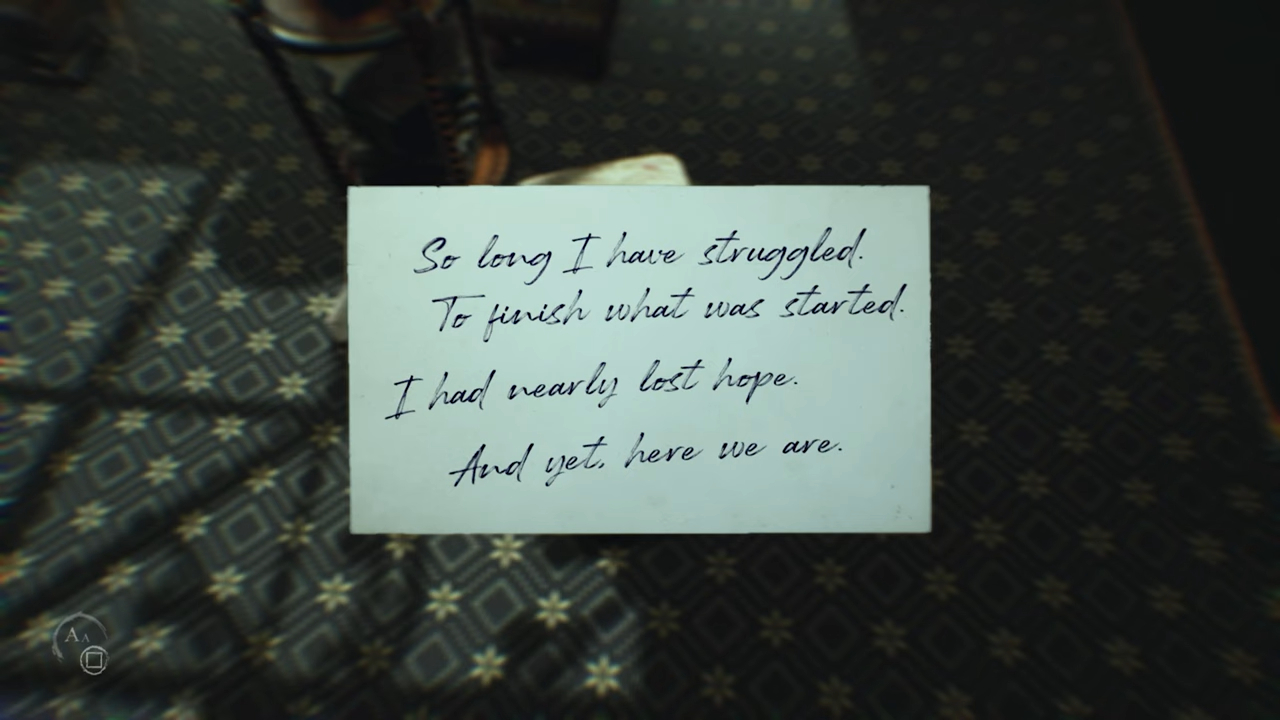 So long I have struggled.
To finish what was started.
I had nearly lost hope.
And yet, here we are.
A A